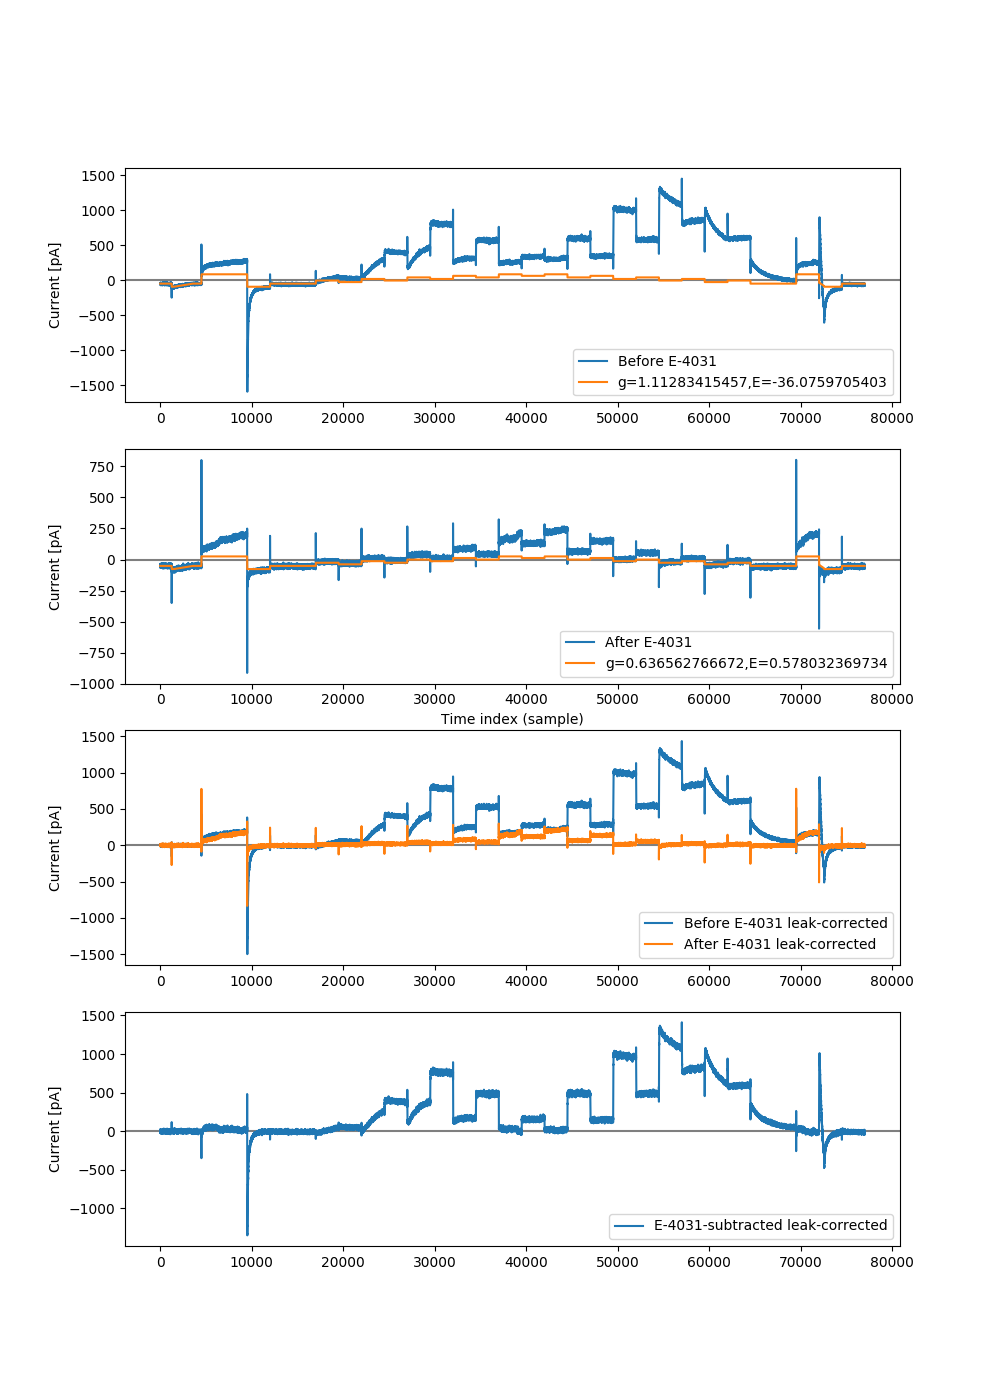 1500
1000
500
0
−500
−1000
−1500
Current [pA]
0 10000 20000 30000 40000 50000 60000 70000 80000
Before E-4031
g=1.11283415457,E=-36.0759705403
750
500
250
0
−250
−500
−750
−1000
Current [pA]
0 10000 20000 30000 40000 50000 60000 70000 80000
After E-4031
g=0.636562766672,E=0.578032369734
Time index (sample)
1500
1000
500
0
−500
−1000
−1500
Current [pA]
0 10000 20000 30000 40000 50000 60000 70000 80000
Before E-4031 leak-corrected
After E-4031 leak-corrected
1500
1000
500
0
−500
−1000
Current [pA]
0 10000 20000 30000 40000 50000 60000 70000 80000
E-4031-subtracted leak-corrected